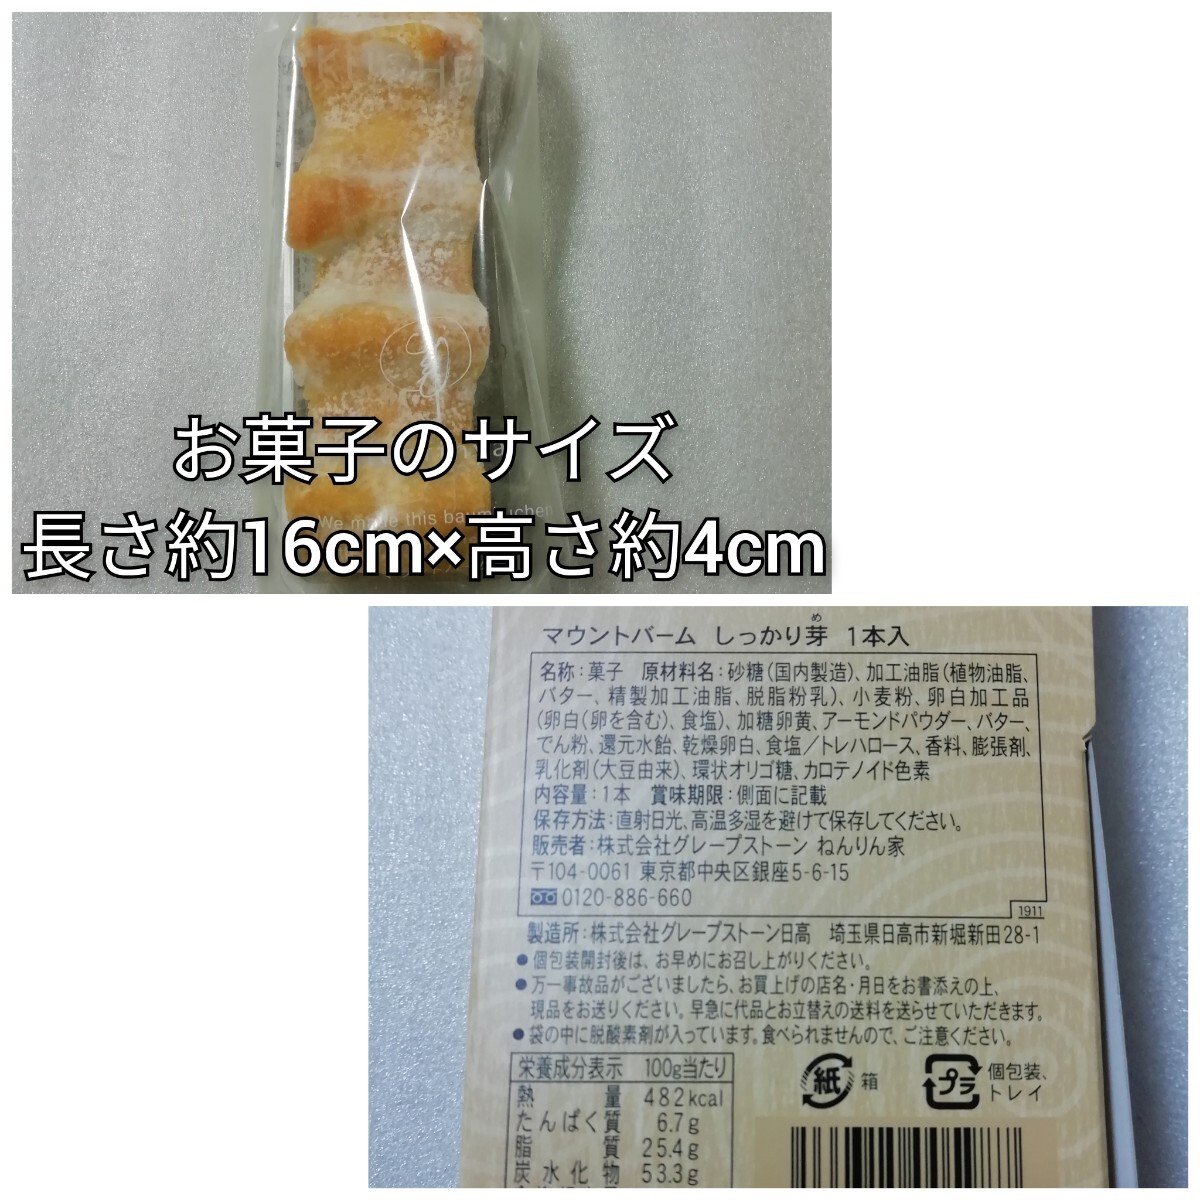 KUCHE
お菓子のサイズ
We made this baumkuchen
長さ約16cm×高さ約4cm
マウントバーム しっかり芽 1本入
め
名称:菓子 原材料名:砂糖(国内製造)、加工油脂(植物油脂、
バター、精製加工油脂、脱脂粉乳)、小麦粉、卵白加工品
(卵白(卵を含む)、食塩)、加糖卵黄、アーモンドパウダー、バター、
でん粉、還元水飴、乾燥卵白、食塩/トレハロース、香料、膨張剤、
乳化剤(大豆由来)、環状オリゴ糖、カロテノイド色素
内容量:1本 賞味期限:側面に記載
保存方法:直射日光、高温多湿を避けて保存してください。
販売者:株式会社グレープストーン ねんりん家
〒104-0061 東京都中央区銀座5-6-15
0120-886-660
1911
製造所:株式会社グレープストーン日高 埼玉県日高市新堀新田28-1
●個包装開封後は、お早めにお召し上がりください。
●万一事故品がございましたら、お買上げの店名・月日をお書添えの上、
現品をお送りください。早急に代品とお立替えの送料を送らせていただきます。
●袋の中に脱酸素剤が入っています。食べられませんので、ご注意ください。
栄養成分表示 100g当たり
熱量 482kcal
たんぱく質 6.7g
脂質 25.4g
炭水化物 53.3g
紙 箱
プラ 個包装、
トレイ